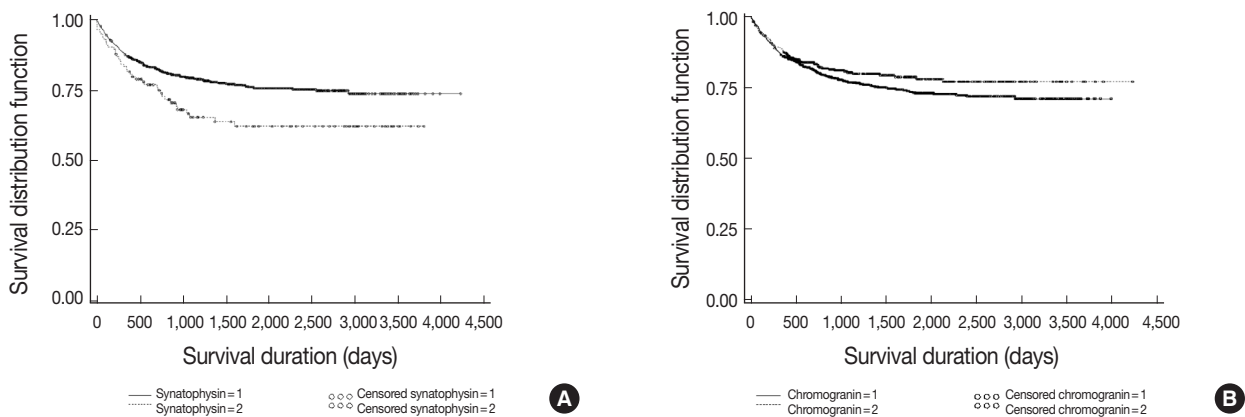 Survival distribution function
1.00
0.75
0.50
0.25
0.00
0 500 1,000 1,500 2,000 2,500 3,000 3,500 4,000 4,500
Survival duration (days)
Synatophysin = 1
Synatophysin = 2
Censored synatophysin = 1
Censored synatophysin = 2
A
Survival distribution function
1.00
0.75
0.50
0.25
0.00
0 500 1,000 1,500 2,000 2,500 3,000 3,500 4,000 4,500
Survival duration (days)
Chromogranin = 1
Chromogranin = 2
Censored chromogranin = 1
Censored chromogranin = 2
B